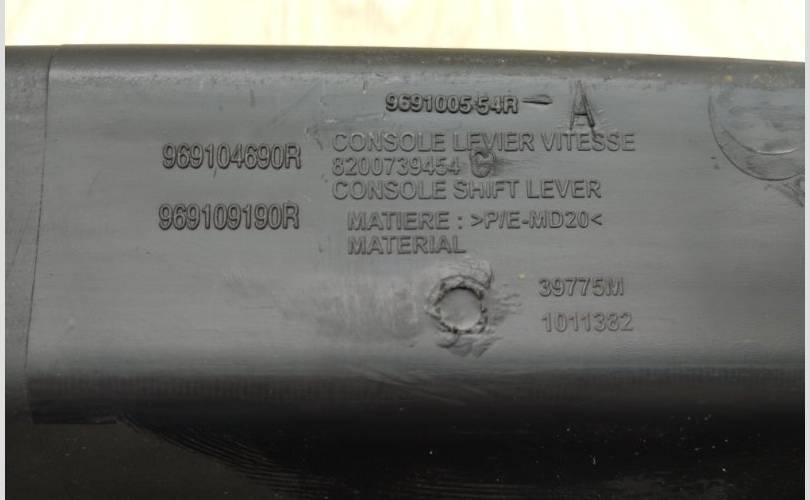 969100554R-A
969104690R
CONSOLE LEVIER VITESSE
8200739454 C
CONSOLE SHIFT LEVER
969109190R
MATIERE : >P/E-MD20<
MATERIAL
39775M
1011382